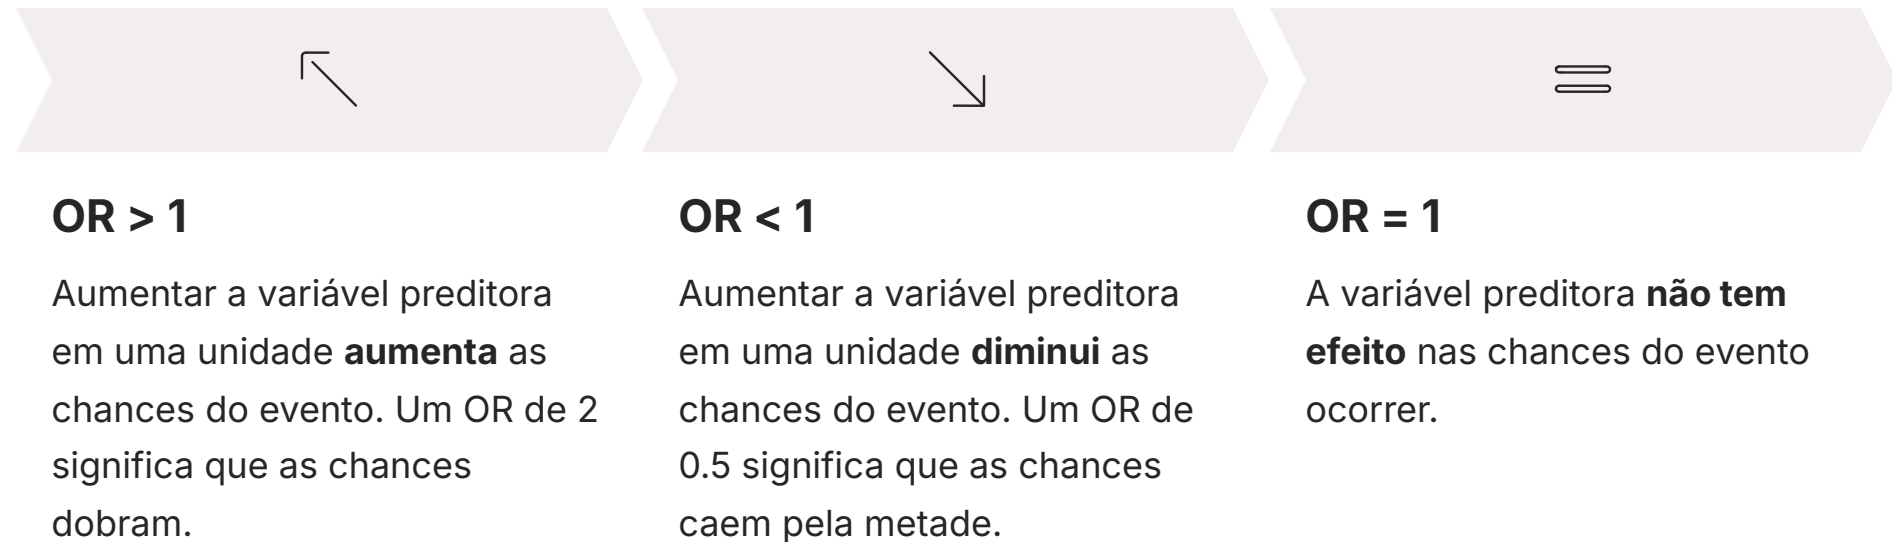 OR > 1
Aumentar a variável preditora
em uma unidade aumenta as
chances do evento. Um OR de 2
significa que as chances
dobram.
OR < 1
Aumentar a variável preditora
em uma unidade diminui as
chances do evento. Um OR de
0.5 significa que as chances
caem pela metade.
OR = 1
A variável preditora não tem
efeito nas chances do evento
ocorrer.